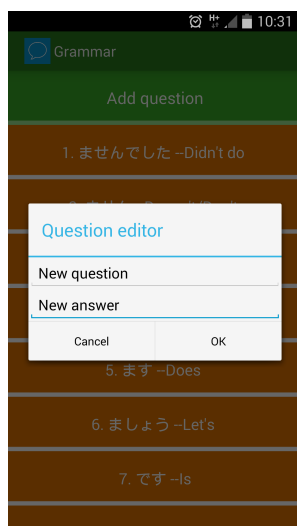 H+ 10:31
Grammar
Add question
1. ませんでした --Didn't do
Question editor
New question
New answer
Cancel OK
5. ます --Does
6. ましょう --Let's
7. です --Is